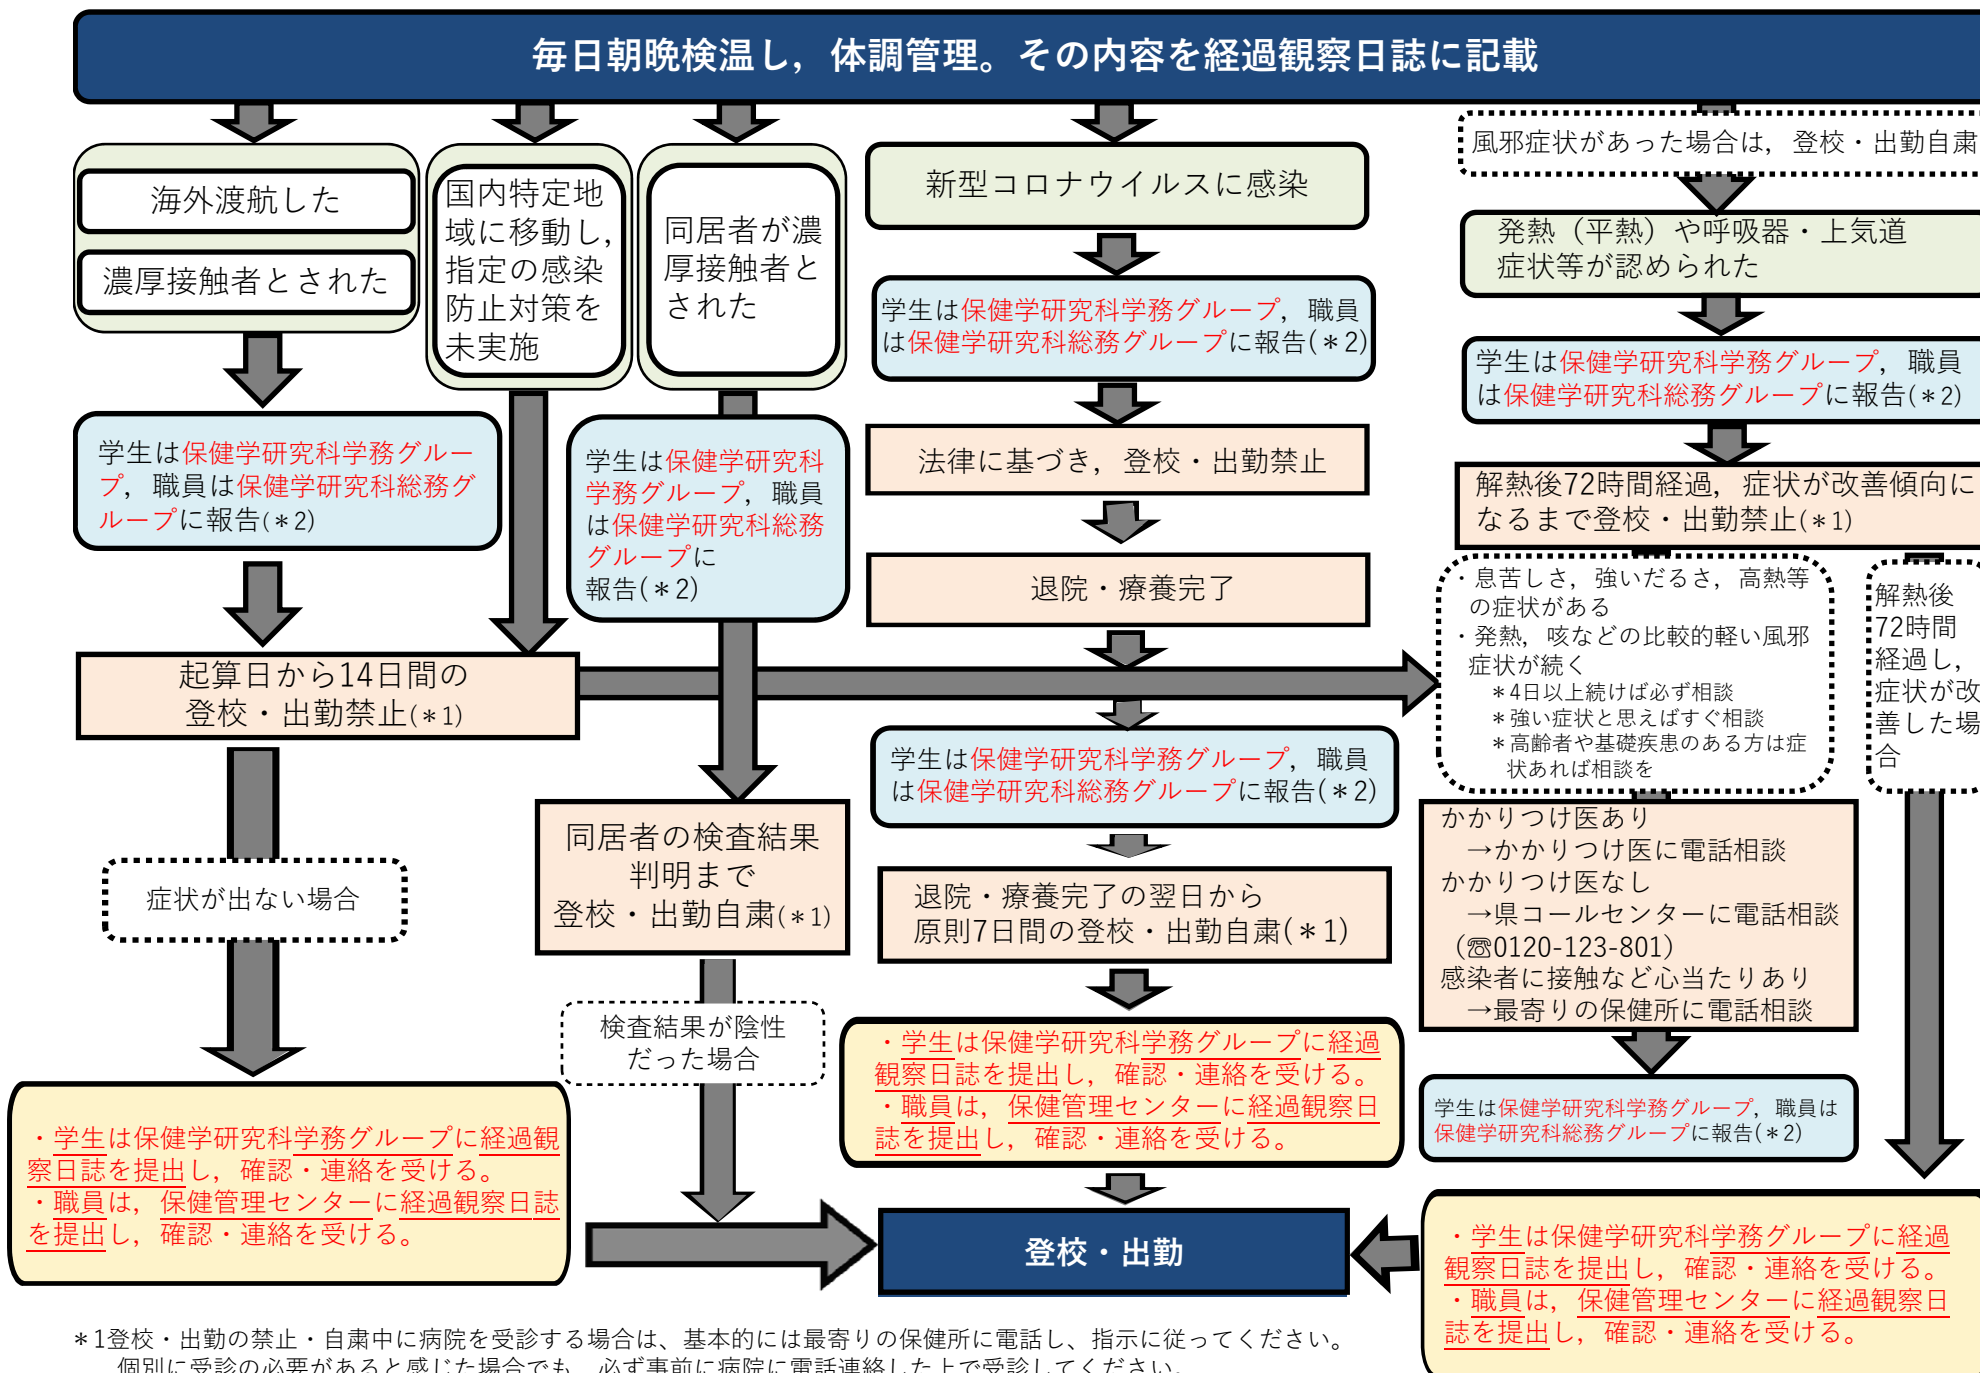 毎日朝晩検温し，体調管理。その内容を経過観察日誌に記載
海外渡航した
濃厚接触者とされた
学生は保健学研究科学務グルー
プ，職員は保健学研究科総務グ
ループに報告(＊2)
起算日から14日間の
登校・出勤禁止(＊1)
症状が出ない場合
・学生は保健学研究科学務グループに経過観
察日誌を提出し，確認・連絡を受ける。
・職員は，保健管理センターに経過観察日誌
を提出し，確認・連絡を受ける。
国内特定地
域に移動し，
指定の感染
防止対策を
未実施
同居者が濃
厚接触者と
された
学生は保健学研究科
学務グループ，職員
は保健学研究科総務
グループに
報告(＊2)
同居者の検査結果
判明まで
登校・出勤自粛(＊1)
検査結果が陰性
だった場合
新型コロナウイルスに感染
学生は保健学研究科学務グループ，職員
は保健学研究科総務グループに報告(＊2)
法律に基づき，登校・出勤禁止
退院・療養完了
学生は保健学研究科学務グループ，職員
は保健学研究科総務グループに報告(＊2)
退院・療養完了の翌日から
原則7日間の登校・出勤自粛(＊1)
・学生は保健学研究科学務グループに経過
観察日誌を提出し，確認・連絡を受ける。
・職員は，保健管理センターに経過観察日
誌を提出し，確認・連絡を受ける。
登校・出勤
風邪症状があった場合は，登校・出勤自粛
発熱（平熱）や呼吸器・上気道
症状等が認められた
学生は保健学研究科学務グループ，職員
は保健学研究科総務グループに報告(＊2)
解熱後72時間経過，症状が改善傾向に
なるまで登校・出勤禁止(＊1)
・息苦しさ，強いだるさ，高熱等
の症状がある
・発熱，咳などの比較的軽い風邪
症状が続く
＊4日以上続けば必ず相談
＊強い症状と思えばすぐ相談
＊高齢者や基礎疾患のある方は症
状あれば相談を
解熱後
72時間
経過し，
症状が改
善した場
合
かかりつけ医あり
→かかりつけ医に電話相談
かかりつけ医なし
→県コールセンターに電話相談
（☎0120-123-801）
感染者に接触など心当たりあり
→最寄りの保健所に電話相談
学生は保健学研究科学務グループ，職員は
保健学研究科総務グループに報告(＊2)
・学生は保健学研究科学務グループに経過
観察日誌を提出し，確認・連絡を受ける。
・職員は，保健管理センターに経過観察日
誌を提出し，確認・連絡を受ける。
＊1登校・出勤の禁止・自粛中に病院を受診する場合は、基本的には最寄りの保健所に電話し、指示に従ってください。
個別に受診の必要があると感じた場合でも、必ず事前に病院に電話連絡した上で受診してください。